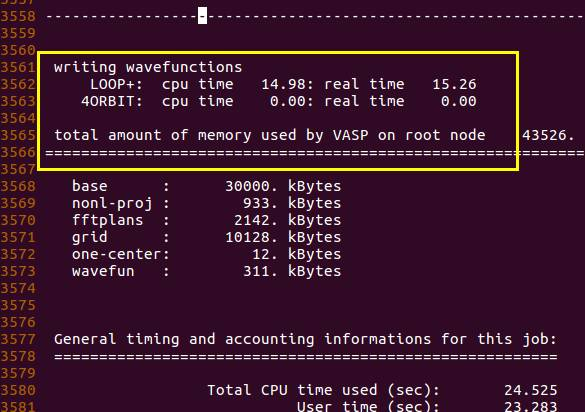 3557
3558 ------------------------------------------------------------
3559
3560
3561 writing wavefunctions
3562     LOOP+:  cpu time   14.98: real time   15.26
3563    4ORBIT:  cpu time    0.00: real time    0.00
3564
3565 total amount of memory used by VASP on root node    43526.
3566 ============================================================
3567
3568   base      :      30000. kBytes
3569   nonl-proj :        933. kBytes
3570   fftplans  :       2142. kBytes
3571   grid      :      10128. kBytes
3572   one-center:         12. kBytes
3573   wavefun   :        311. kBytes
3574
3575
3576
3577 General timing and accounting informations for this job:
3578 ========================================================
3579
3580                  Total CPU time used (sec):       24.525
3581                            User time (sec):       23.283